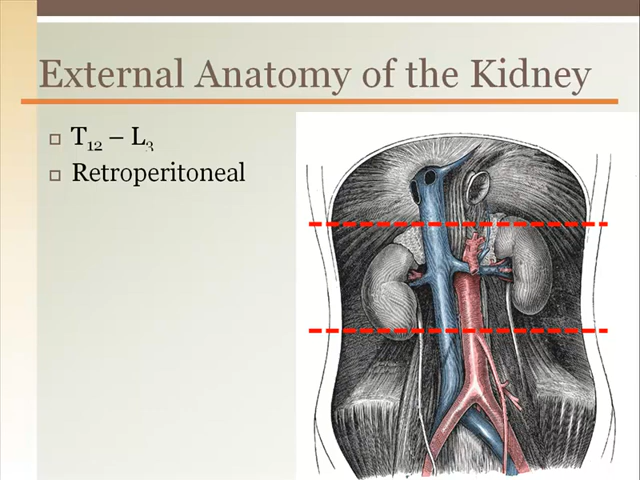 External Anatomy of the Kidney
T12 – L3
Retroperitoneal